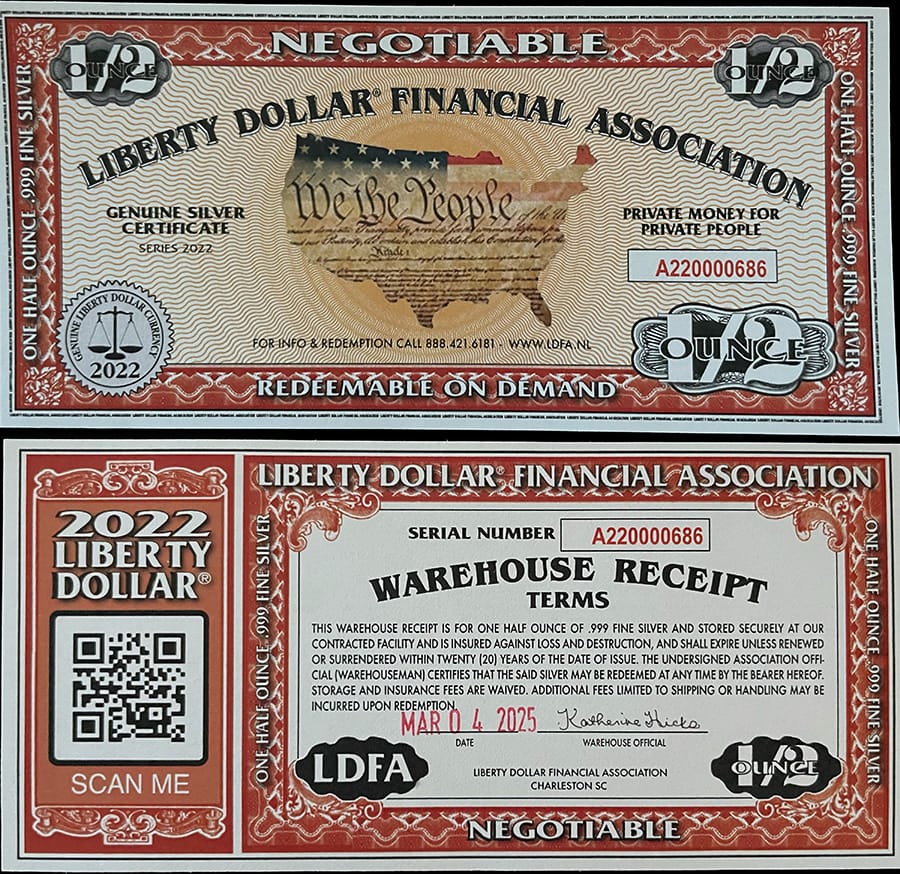 NEGOTIABLE
1/2
OUNCE
1/2
OUNCE
LIBERTY DOLLAR® FINANCIAL ASSOCIATION
ONE HALF OUNCE .999 FINE SILVER
ONE HALF OUNCE .999 FINE SILVER
We the People
of the
Article
GENUINE SILVER
CERTIFICATE
SERIES 2022
PRIVATE MONEY FOR
PRIVATE PEOPLE
A220000686
GENUINE LIBERTY DOLLAR CURRENCY
2022
FOR INFO & REDEMPTION CALL 888.421.6181 - WWW.LDFA.NL
1/2
OUNCE
REDEEMABLE ON DEMAND
2022
LIBERTY
DOLLAR®
SCAN ME
LIBERTY DOLLAR® FINANCIAL ASSOCIATION
ONE HALF OUNCE .999 FINE SILVER
ONE HALF OUNCE .999 FINE SILVER
SERIAL NUMBER A220000686
WAREHOUSE RECEIPT
TERMS
THIS WAREHOUSE RECEIPT IS FOR ONE HALF OUNCE OF .999 FINE SILVER AND STORED SECURELY AT OUR
CONTRACTED FACILITY AND IS INSURED AGAINST LOSS AND DESTRUCTION, AND SHALL EXPIRE UNLESS RENEWED
OR SURRENDERED WITHIN TWENTY (20) YEARS OF THE DATE OF ISSUE. THE UNDERSIGNED ASSOCIATION OFFI-
CIAL (WAREHOUSEMAN) CERTIFIES THAT THE SAID SILVER MAY BE REDEEMED AT ANY TIME BY THE BEARER HEREOF.
STORAGE AND INSURANCE FEES ARE WAIVED. ADDITIONAL FEES LIMITED TO SHIPPING OR HANDLING MAY BE
INCURRED UPON REDEMPTION.
MAR 04 2025 Katherine Hicks
DATE WAREHOUSE OFFICIAL
LDFA
LIBERTY DOLLAR FINANCIAL ASSOCIATION
CHARLESTON SC
1/2
OUNCE
NEGOTIABLE